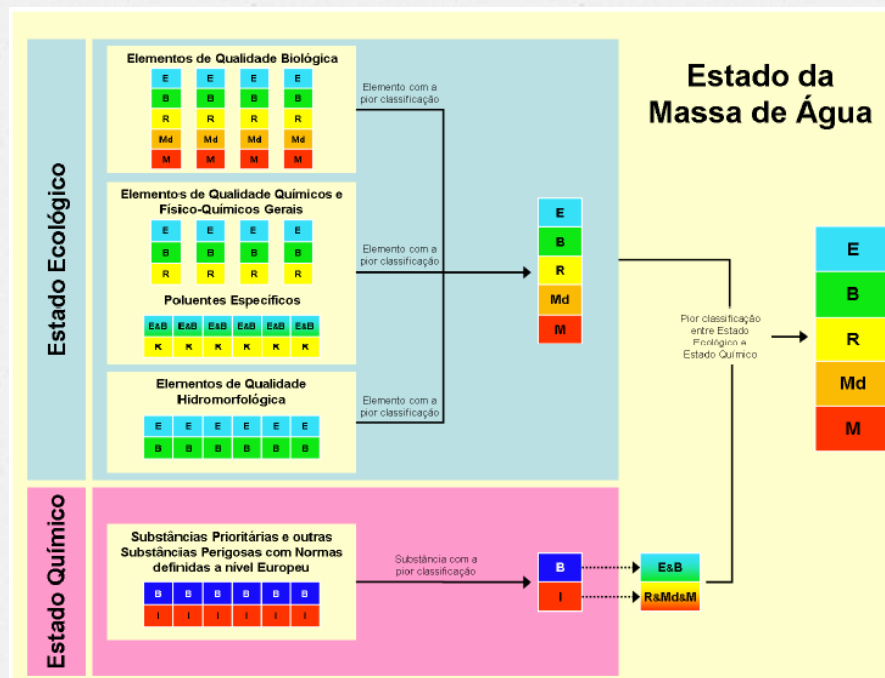 Estado da
Massa de Água
Estado Ecológico
Elementos de Qualidade Biológica
E E E E
B B B B
R R R R
Md Md Md Md
M M M M
Elemento com a
pior classificação
Elementos de Qualidade Químicos e
Físico-Químicos Gerais
E E E E
B B B B
R R R R
Elemento com a
pior classificação
Poluentes Específicos
E&B E&B E&B E&B E&B E&B
R R R R R R
Elementos de Qualidade
Hidromorfológica
E E E E E E
B B B B B B
Elemento com a
pior classificação
E
B
R
Md
M
Pior classificação
entre Estado
Ecológico e
Estado Químico
E
B
R
Md
M
Estado Químico
Substâncias Prioritárias e outras
Substâncias Perigosas com Normas
definidas a nível Europeu
B B B B B B
I I I I I I
Substância com a
pior classificação
B
I
E&B
R&Md&M